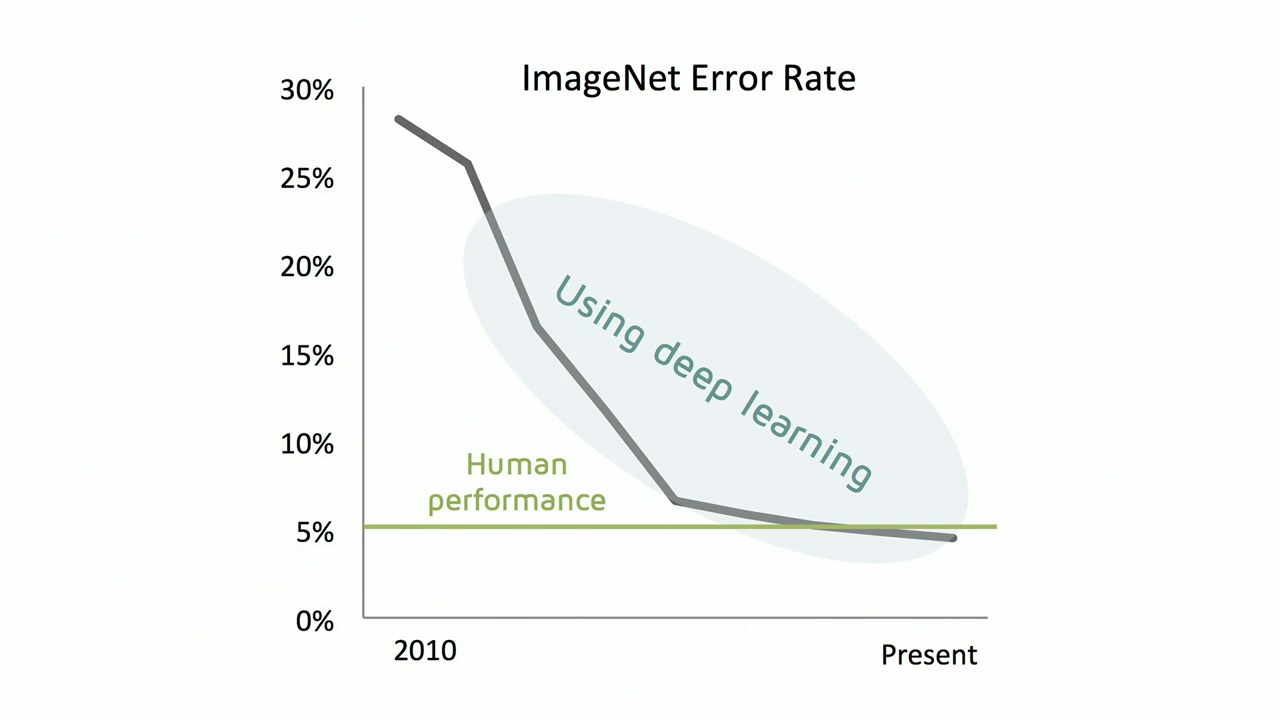 ImageNet Error Rate
30%
25%
20%
15%
10%
5%
0%
Using deep learning
Human
performance
2010
Present